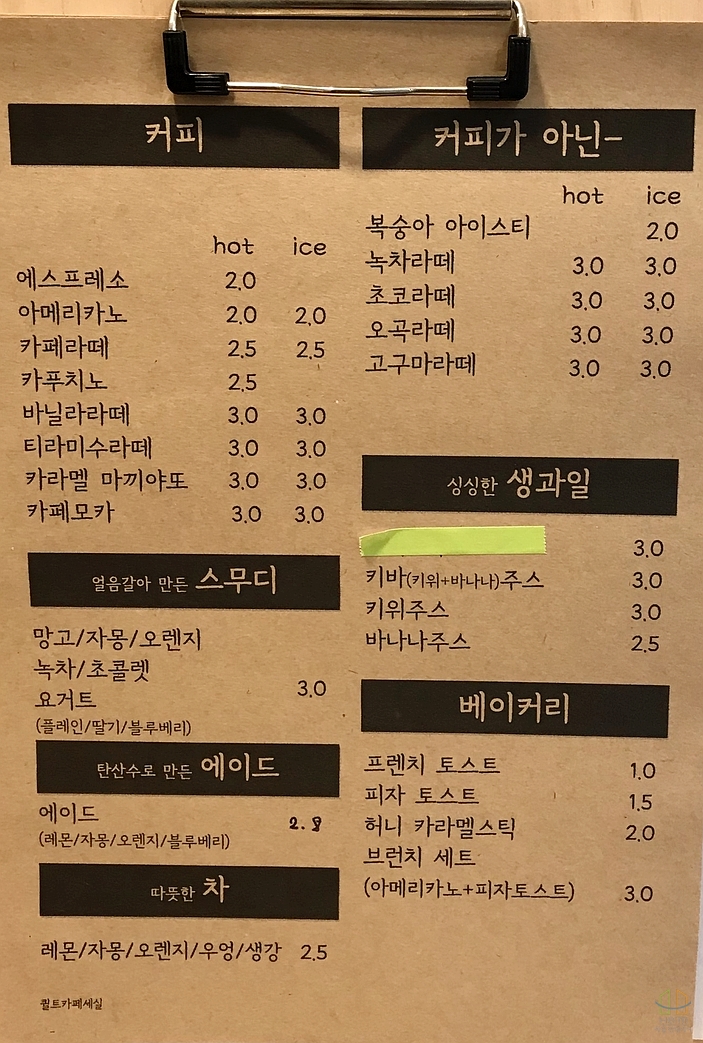 커피
hot ice
에스프레소 2.0
아메리카노 2.0 2.0
카페라떼 2.5 2.5
카푸치노 2.5
바닐라라떼 3.0 3.0
티라미수라떼 3.0 3.0
카라멜 마끼야또 3.0 3.0
카페모카 3.0 3.0
얼음갈아 만든 스무디
망고/자몽/오렌지
녹차/초콜렛
요거트 3.0
(플레인/딸기/블루베리)
탄산수로 만든 에이드
에이드 2.8
(레몬/자몽/오렌지/블루베리)
따뜻한 차
레몬/자몽/오렌지/우엉/생강 2.5
퀼트카페세실
커피가 아닌-
hot ice
복숭아 아이스티 2.0
녹차라떼 3.0 3.0
초코라떼 3.0 3.0
오곡라떼 3.0 3.0
고구마라떼 3.0 3.0
싱싱한 생과일
3.0
키바(키위+바나나)주스 3.0
키위주스 3.0
바나나주스 2.5
베이커리
프렌치 토스트 1.0
피자 토스트 1.5
허니 카라멜스틱 2.0
브런치 세트
(아메리카노+피자토스트) 3.0